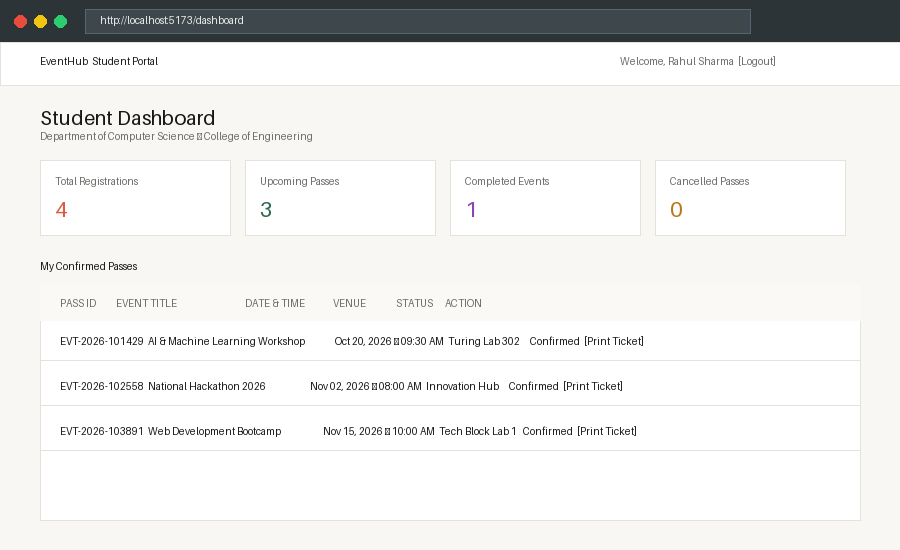 http://localhost:5173/dashboard
EventHub Student Portal
Welcome, Rahul Sharma [Logout]
Student Dashboard
Department of Computer Science College of Engineering
Total Registrations
Upcoming Passes
Completed Events
Cancelled Passes
4
3
1
0
My Confirmed Passes
PASS ID EVENT TITLE DATE & TIME VENUE STATUS ACTION
EVT-2026-101429 AI & Machine Learning Workshop Oct 20, 2026 09:30 AM Turing Lab 302 Confirmed [Print Ticket]
EVT-2026-102558 National Hackathon 2026 Nov 02, 2026 08:00 AM Innovation Hub Confirmed [Print Ticket]
EVT-2026-103891 Web Development Bootcamp Nov 15, 2026 10:00 AM Tech Block Lab 1 Confirmed [Print Ticket]